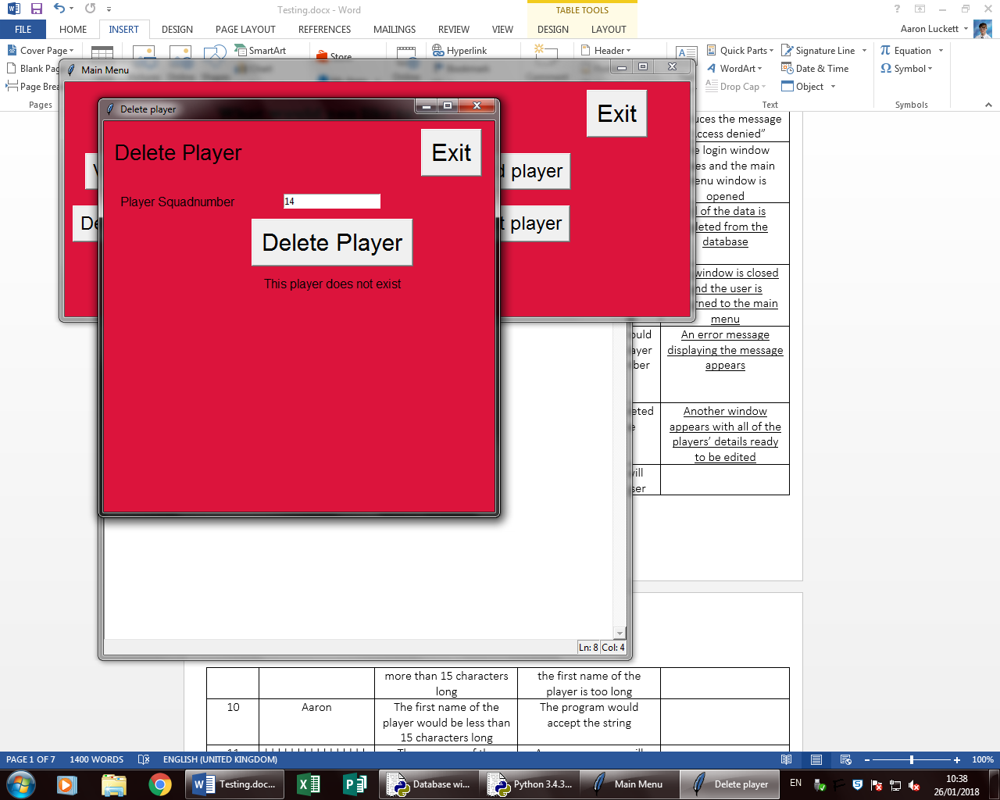 Testing.docx - Word
TABLE TOOLS
FILE HOME INSERT DESIGN PAGE LAYOUT REFERENCES MAILINGS REVIEW VIEW DESIGN LAYOUT
Aaron Luckett
Cover Page
SmartArt
Store
Hyperlink
Header
Quick Parts
Signature Line
Equation
WordArt
Date & Time
Symbol
Page Brea
Drop Cap
Object
Pages
Text
Symbols
Main Menu
Exit
Delete player
Delete Player
Exit
player
Player Squadnumber
14
De
player
Delete Player
This player does not exist
uces the message
ccess denied”
login window
es and the main
enu window is
opened
of the data is
leted from the
database
window is closed
nd the user is
rned to the main
menu
ould
ayer
ber
An error message
displaying the message
appears
eted
e
Another window
appears with all of the
players’ details ready
to be edited
will
ser
Ln: 8 Col: 4
more than 15 characters
long
the first name of the
player is too long
10
Aaron
The first name of the
player would be less than
15 characters long
The program would
accept the string
PAGE 1 OF 7 1400 WORDS ENGLISH (UNITED KINGDOM)
100%
Testing.doc...
Database wi...
Python 3.4.3...
Main Menu
Delete player
EN
10:38
26/01/2018